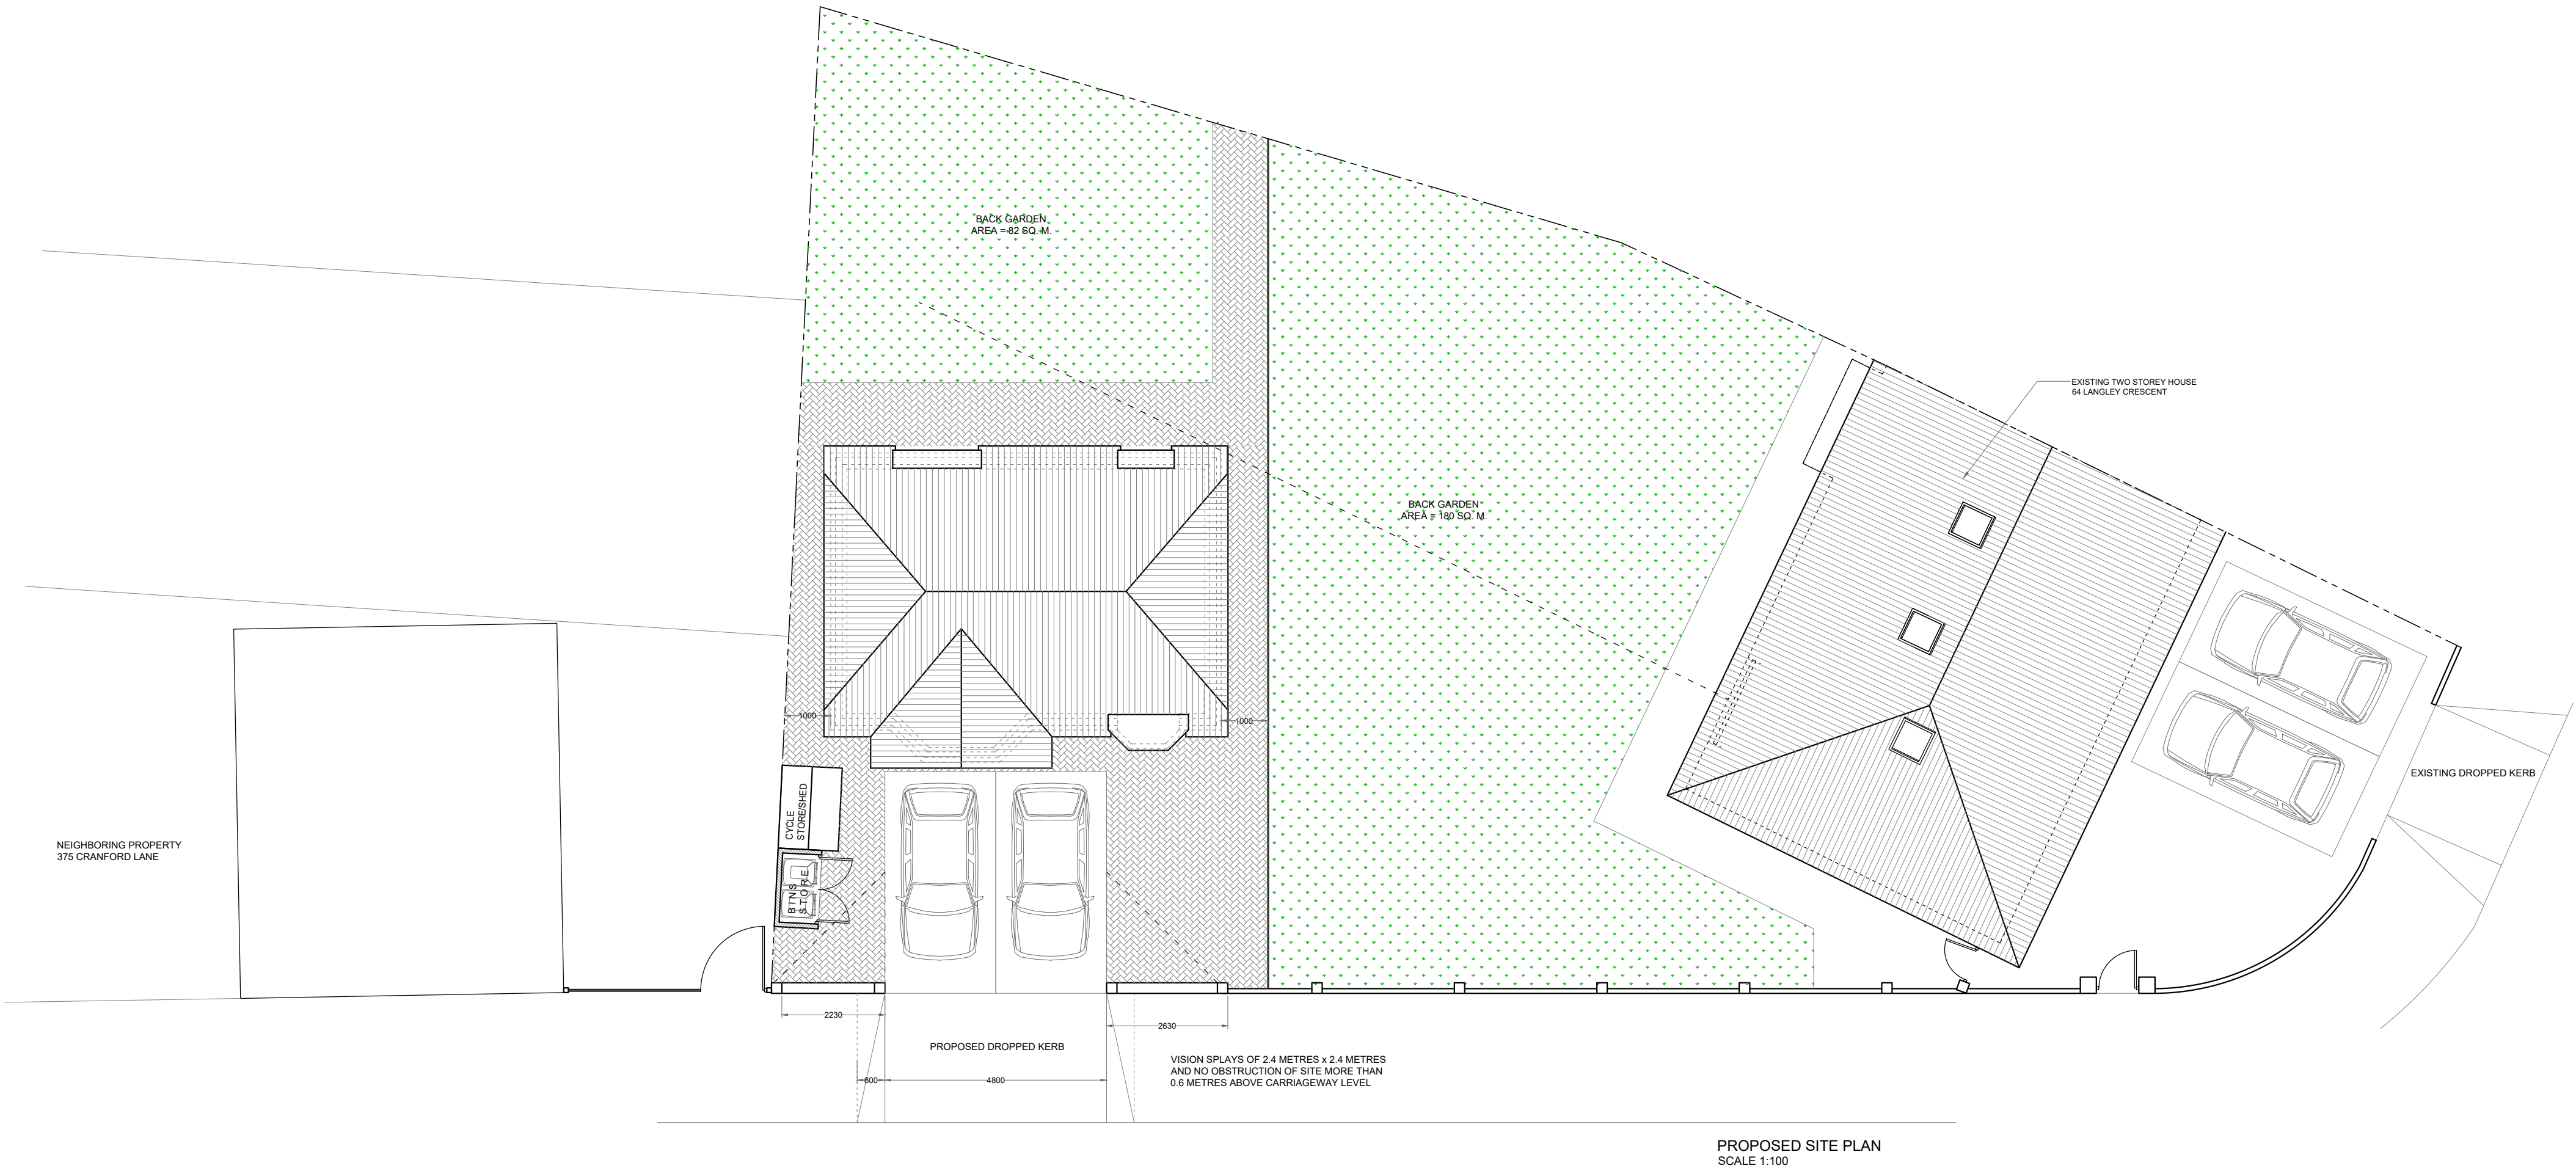 BACK GARDEN
AREA = 82 SQ. M.
EXISTING TWO STOREY HOUSE
64 LANGLEY CRESCENT
BACK GARDEN
AREA = 180 SQ. M.
1000
1000
EXISTING DROPPED KERB
CYCLE
STORE/SHED
NEIGHBORING PROPERTY
375 CRANFORD LANE
BINS
STORE
2230
2630
PROPOSED DROPPED KERB
VISION SPLAYS OF 2.4 METRES x 2.4 METRES
AND NO OBSTRUCTION OF SITE MORE THAN
0.6 METRES ABOVE CARRIAGEWAY LEVEL
600
4800
PROPOSED SITE PLAN
SCALE 1:100